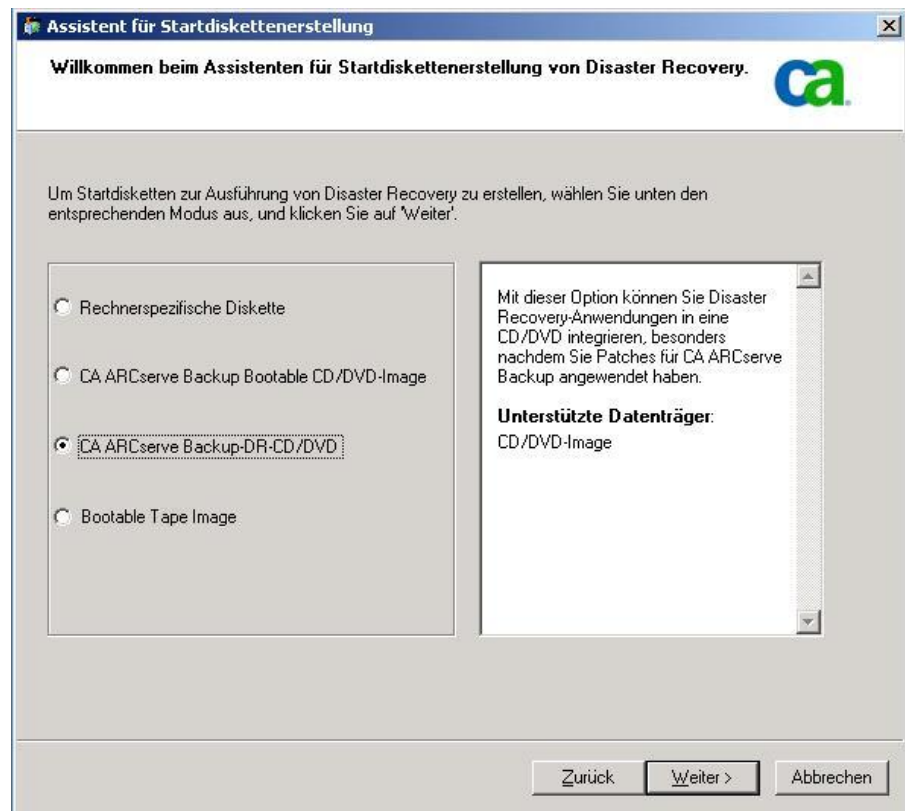 Assistent für Startdiskettenerstellung
Willkommen beim Assistenten für Startdiskettenerstellung von Disaster Recovery.
ca
Um Startdisketten zur Ausführung von Disaster Recovery zu erstellen, wählen Sie unten den
entsprechenden Modus aus, und klicken Sie auf 'Weiter'.
Rechnerspezifische Diskette
CA ARCserve Backup Bootable CD/DVD-Image
CA ARCserve Backup-DR-CD/DVD
Bootable Tape Image
Mit dieser Option können Sie Disaster
Recovery-Anwendungen in eine
CD/DVD integrieren, besonders
nachdem Sie Patches für CA ARCserve
Backup angewendet haben.
Unterstützte Datenträger:
CD/DVD-Image
Zurück
Weiter >
Abbrechen